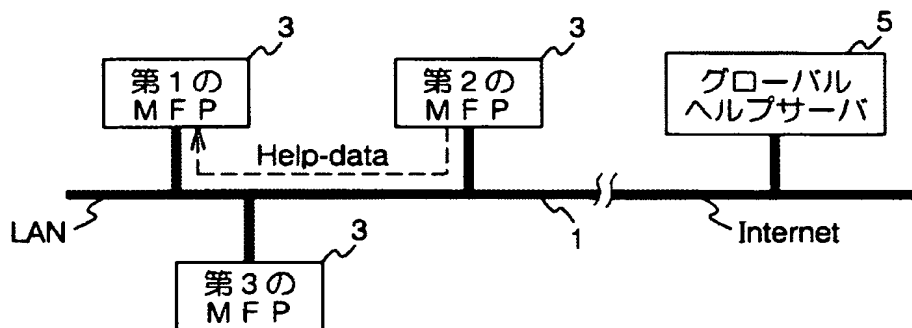 3
第1の
MFP
3
第2の
MFP
5
グローバル
ヘルプサーバ
Help-data
LAN
1
Internet
3
第3の
MFP